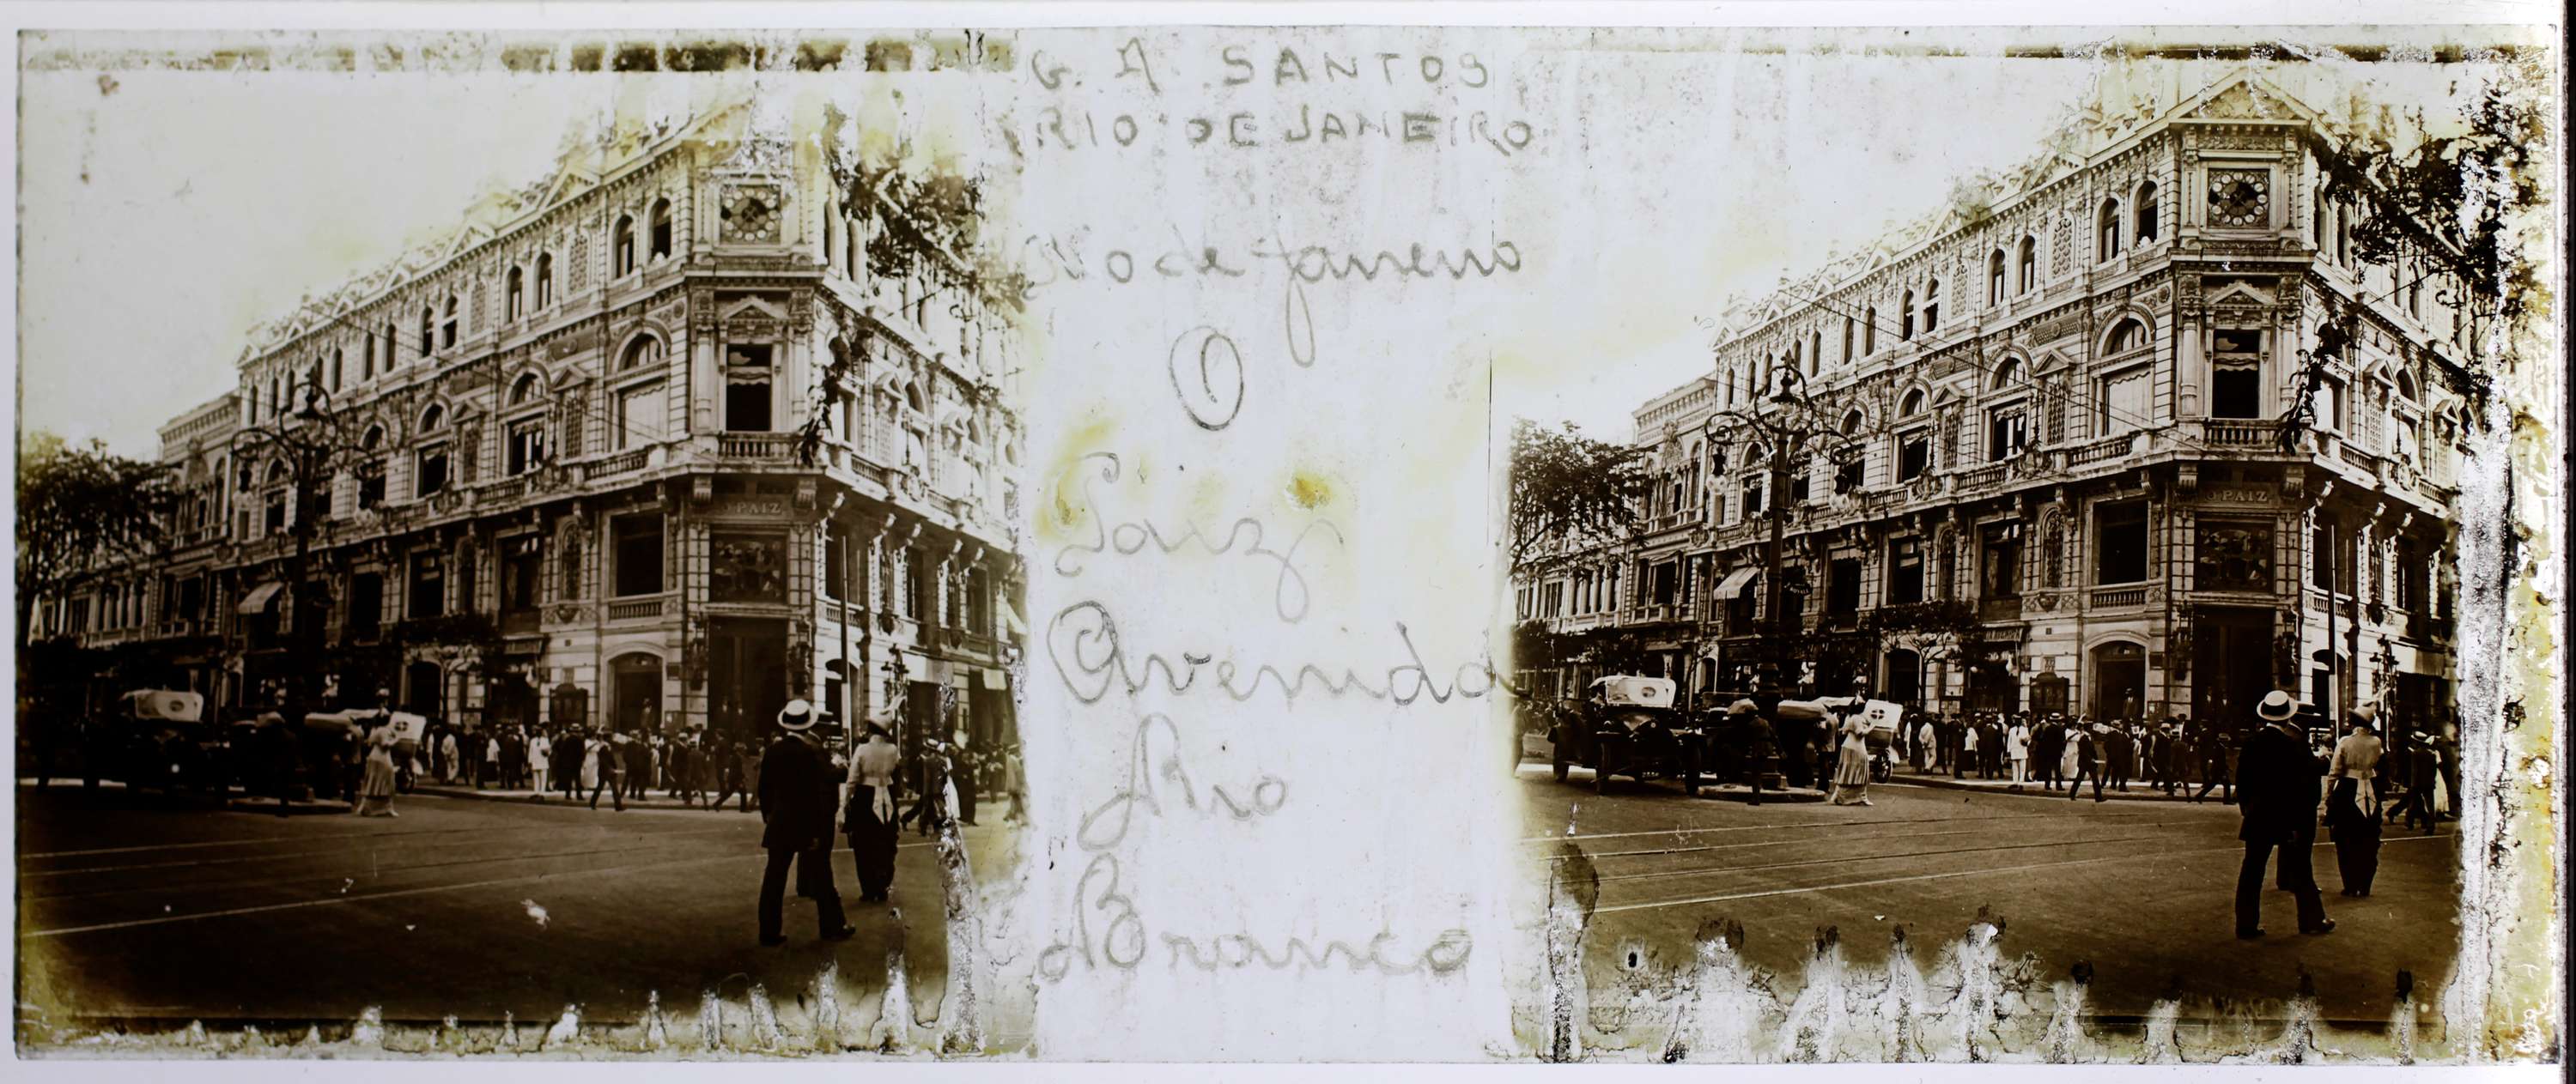 G. A. SANTOS
RIO DE JANEIRO
Rio de Janeiro
O
Paiz
Avenida
Rio
Branco
O PAIZ
O PAIZ